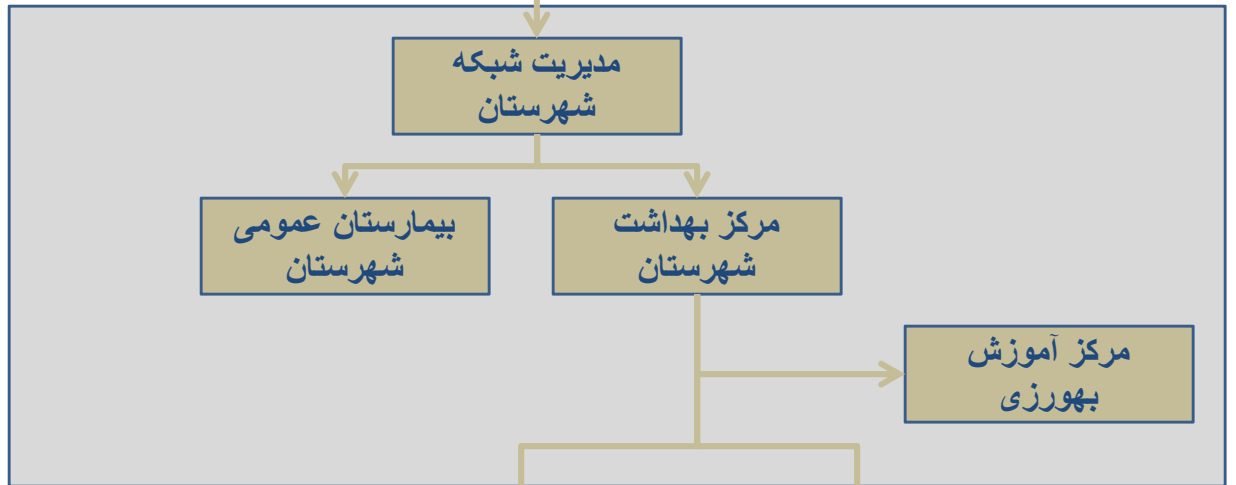 مدیریت شبکه
شهرستان
مرکز بهداشت
شهرستان
بیمارستان عمومی
شهرستان
مرکز آموزش
بهورزی